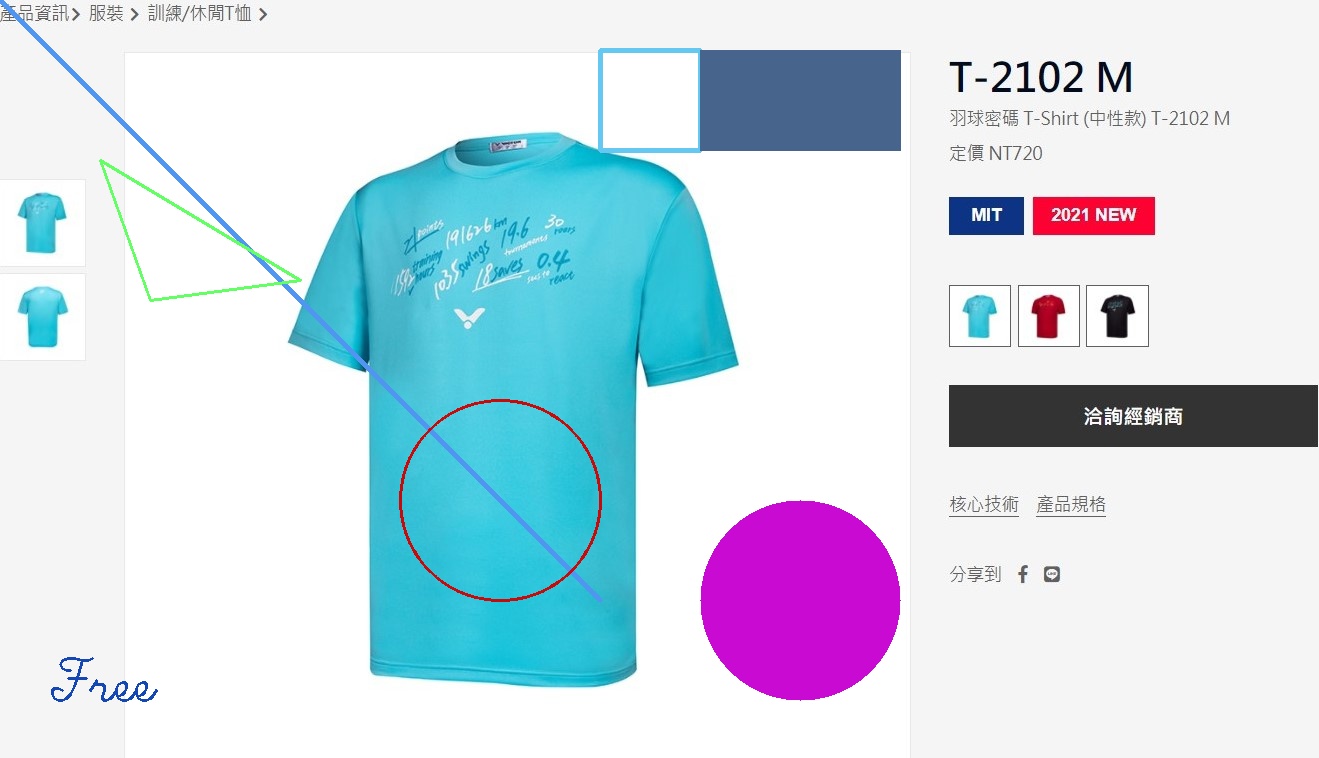 產品資訊 > 服裝 > 訓練/休閒T恤 >
T-2102 M
羽球密碼 T-Shirt (中性款) T-2102 M
定價 NT720
MIT 2021 NEW
21 points 191626 km 19.6 30
tournaments years
1592 training hours 1035 swings 18 saves 0.4
react
洽詢經銷商
核心技術 產品規格
分享到
Free